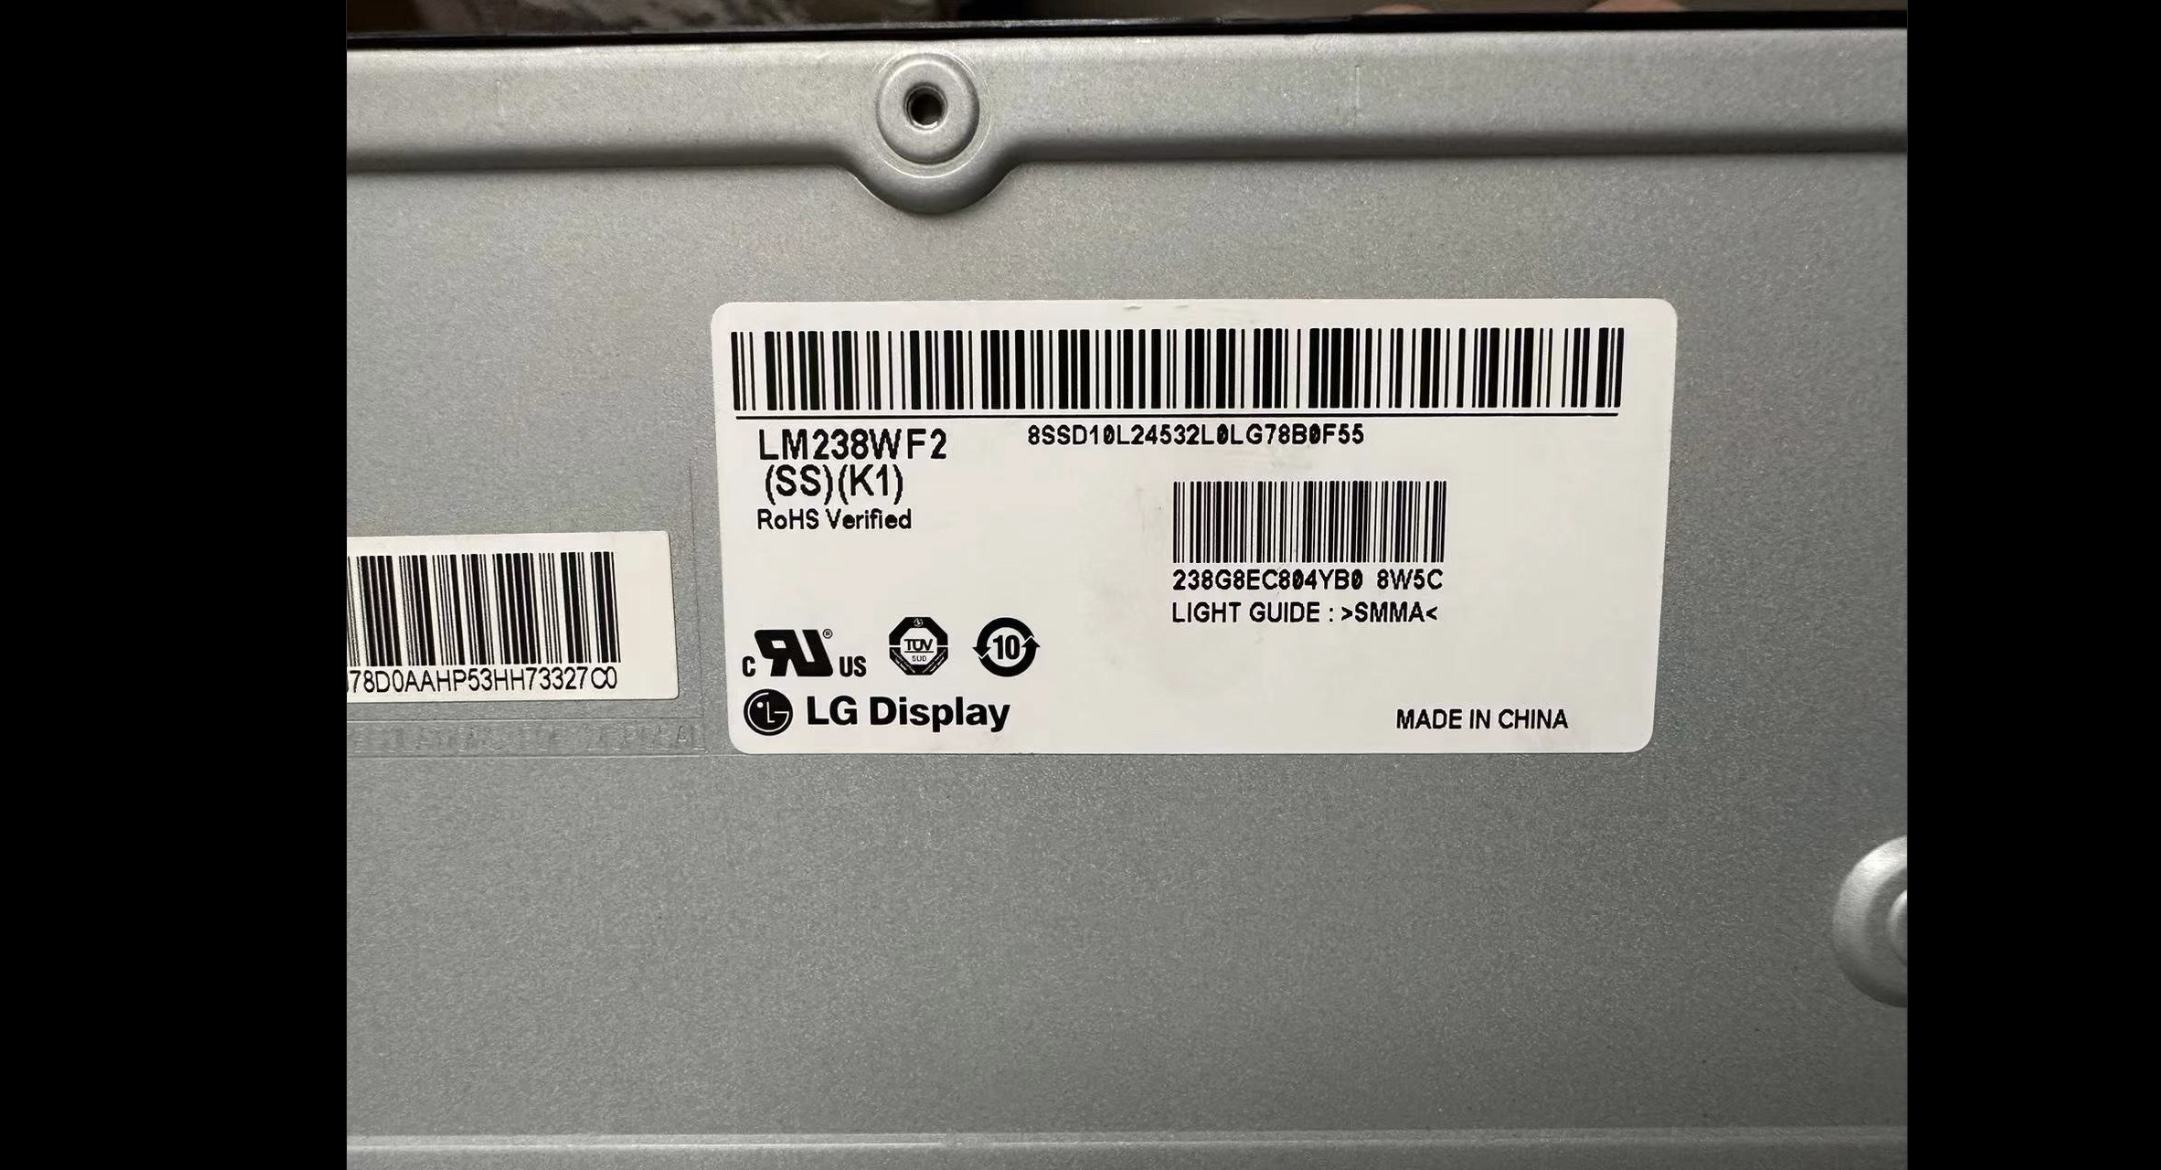 LM238WF2
(SS)(K1)
RoHS Verified
8SSD10L24532L0LG78B0F55
238G8EC804YB0 8W5C
LIGHT GUIDE : >SMMA<
c RU ® US
TÜV
SÜD
10
LG Display
MADE IN CHINA
78D0AAHP53HH73327C0